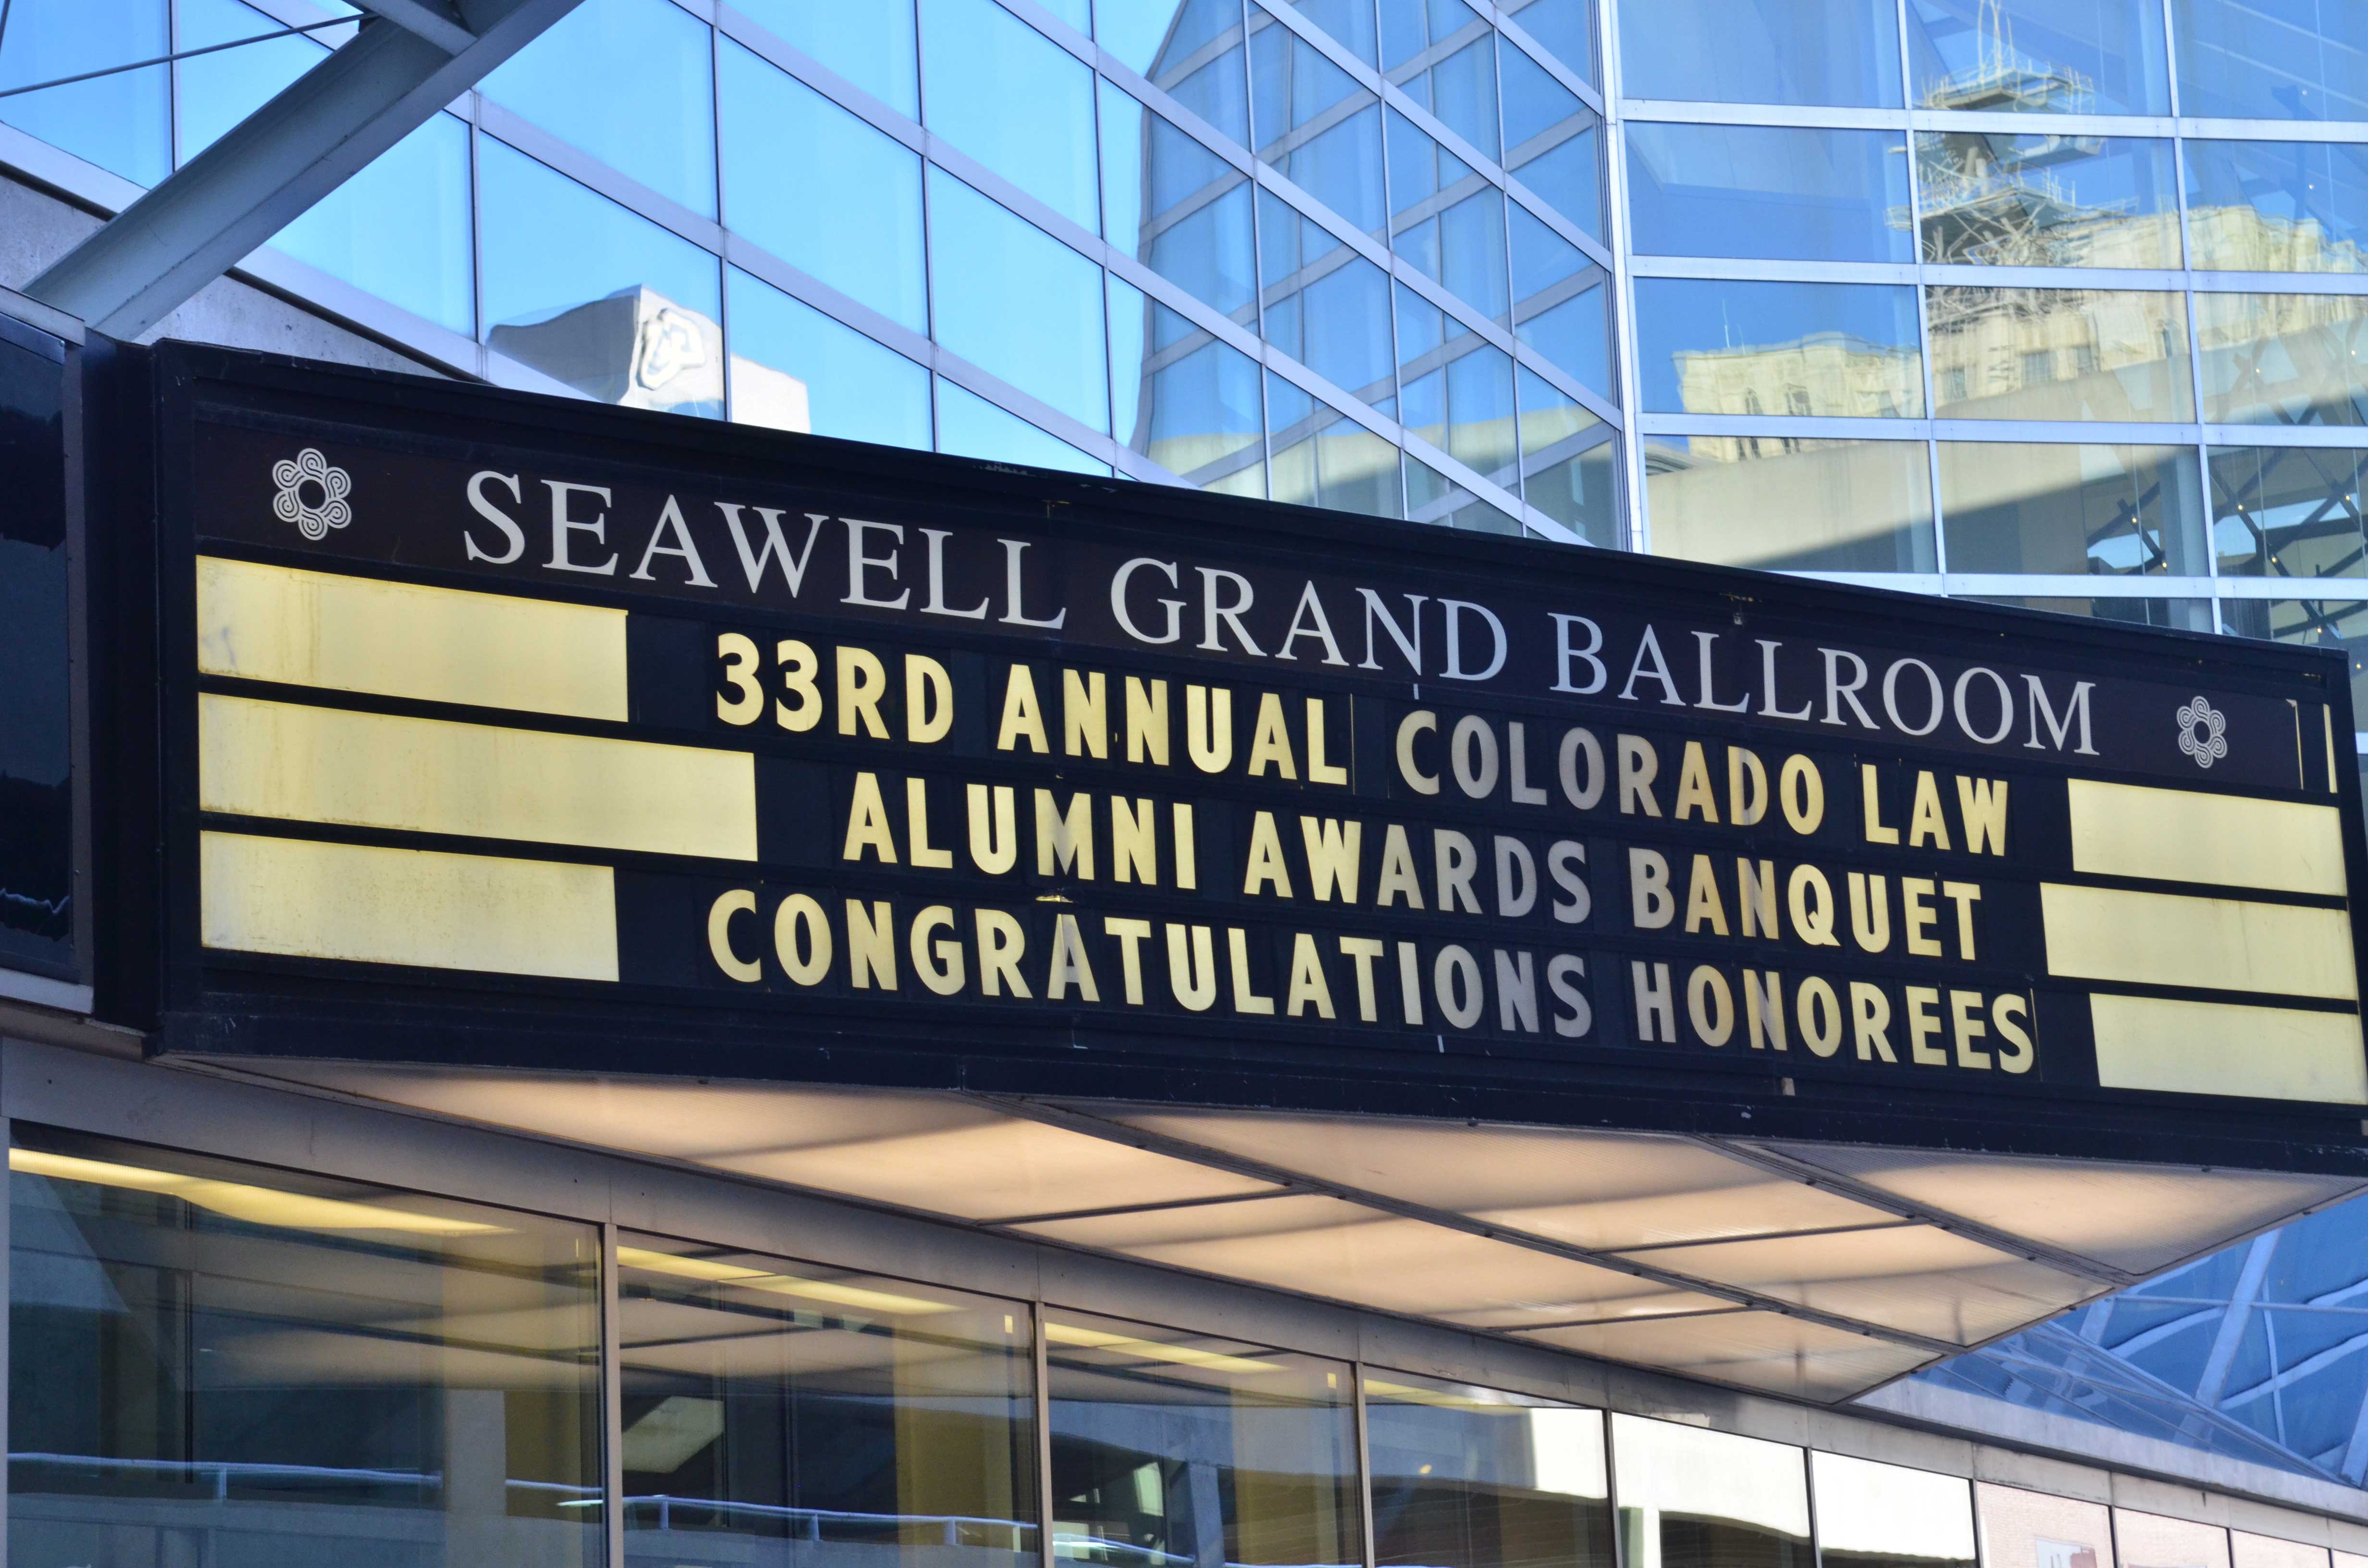 SEAWELL GRAND BALLROOM
33RD ANNUAL COLORADO LAW
ALUMNI AWARDS BANQUET
CONGRATULATIONS HONOREES